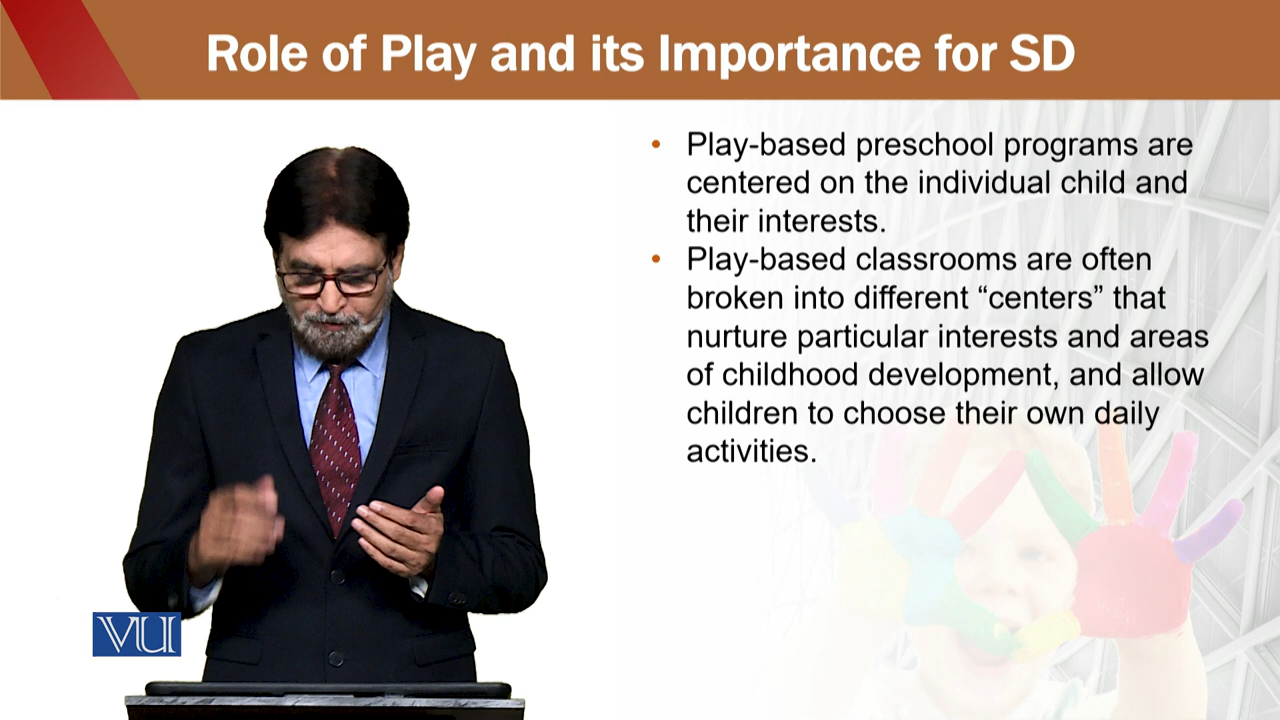 Role of Play and its Importance for SD
• Play-based preschool programs are
centered on the individual child and
their interests.
• Play-based classrooms are often
broken into different “centers” that
nurture particular interests and areas
of childhood development, and allow
children to choose their own daily
activities.
VU